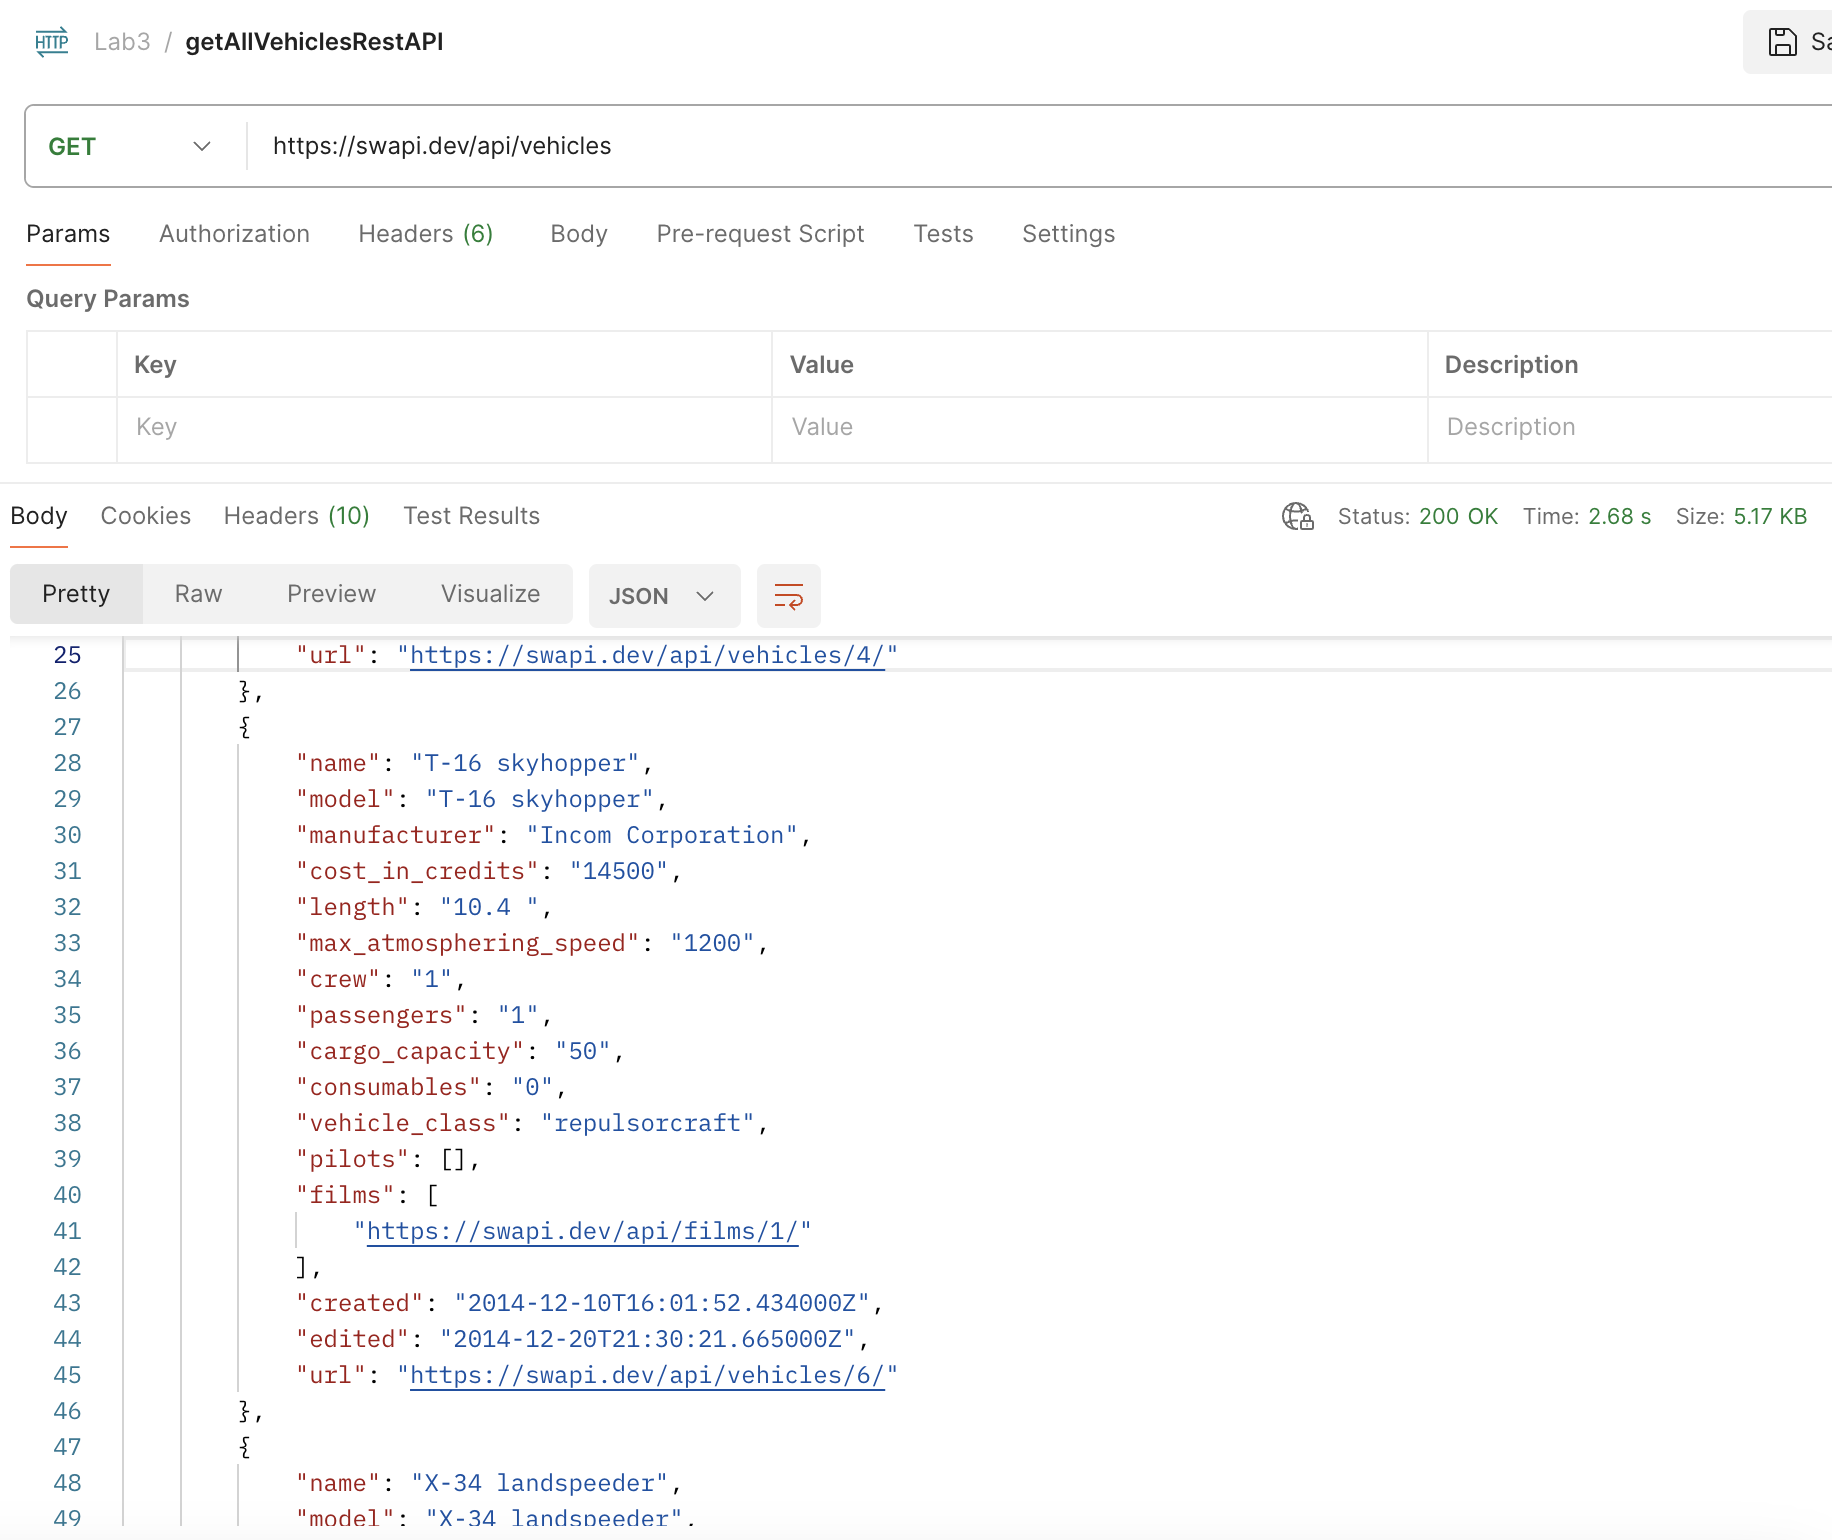 HTTP Lab3 / getAllVehiclesRestAPI
GET https://swapi.dev/api/vehicles
Params Authorization Headers (6) Body Pre-request Script Tests Settings
Query Params
Key Value Description
Key Value Description
Body Cookies Headers (10) Test Results Status: 200 OK Time: 2.68 s Size: 5.17 KB
Pretty Raw Preview Visualize JSON
25 "url": "https://swapi.dev/api/vehicles/4/"
26 },
27 {
28 "name": "T-16 skyhopper",
29 "model": "T-16 skyhopper",
30 "manufacturer": "Incom Corporation",
31 "cost_in_credits": "14500",
32 "length": "10.4 ",
33 "max_atmosphering_speed": "1200",
34 "crew": "1",
35 "passengers": "1",
36 "cargo_capacity": "50",
37 "consumables": "0",
38 "vehicle_class": "repulsorcraft",
39 "pilots": [],
40 "films": [
41 "https://swapi.dev/api/films/1/"
42 ],
43 "created": "2014-12-10T16:01:52.434000Z",
44 "edited": "2014-12-20T21:30:21.665000Z",
45 "url": "https://swapi.dev/api/vehicles/6/"
46 },
47 {
48 "name": "X-34 landspeeder",
49 "model": "X-34 landspeeder",